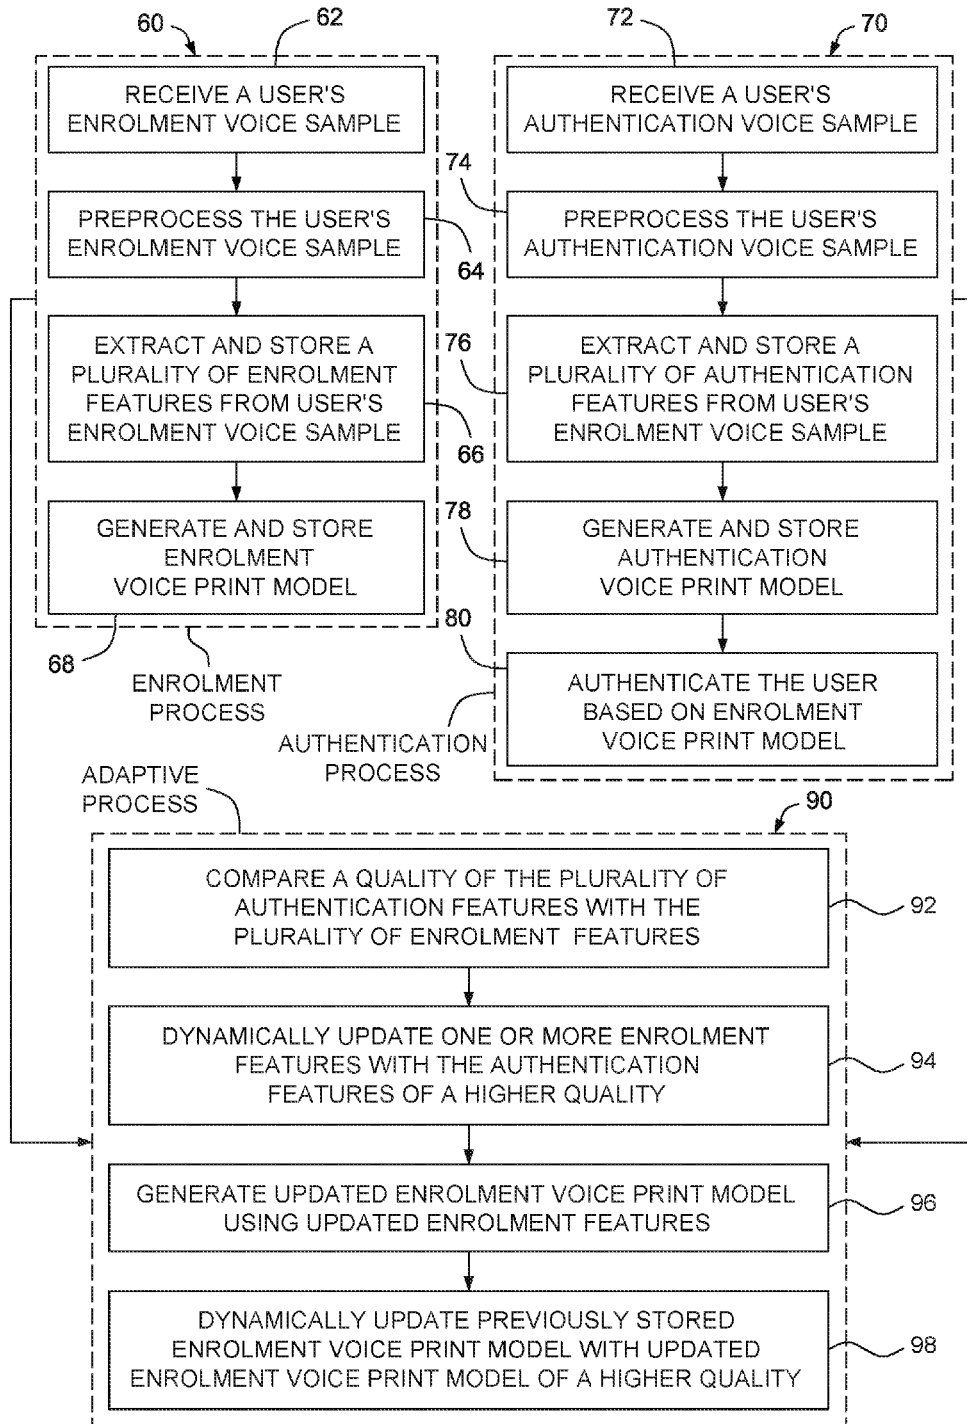 60
62
RECEIVE A USER'S
ENROLMENT VOICE SAMPLE
PREPROCESS THE USER'S
ENROLMENT VOICE SAMPLE
64
EXTRACT AND STORE A
PLURALITY OF ENROLMENT
FEATURES FROM USER'S
ENROLMENT VOICE SAMPLE
66
GENERATE AND STORE
ENROLMENT
VOICE PRINT MODEL
68
ENROLMENT
PROCESS
72
70
RECEIVE A USER'S
AUTHENTICATION VOICE SAMPLE
74
PREPROCESS THE USER'S
AUTHENTICATION VOICE SAMPLE
76
EXTRACT AND STORE A
PLURALITY OF AUTHENTICATION
FEATURES FROM USER'S
ENROLMENT VOICE SAMPLE
78
GENERATE AND STORE
AUTHENTICATION
VOICE PRINT MODEL
80
AUTHENTICATE THE USER
BASED ON ENROLMENT
VOICE PRINT MODEL
AUTHENTICATION
PROCESS
ADAPTIVE
PROCESS
90
COMPARE A QUALITY OF THE PLURALITY OF
AUTHENTICATION FEATURES WITH THE
PLURALITY OF ENROLMENT FEATURES
92
DYNAMICALLY UPDATE ONE OR MORE ENROLMENT
FEATURES WITH THE AUTHENTICATION
FEATURES OF A HIGHER QUALITY
94
GENERATE UPDATED ENROLMENT VOICE PRINT MODEL
USING UPDATED ENROLMENT FEATURES
96
DYNAMICALLY UPDATE PREVIOUSLY STORED
ENROLMENT VOICE PRINT MODEL WITH UPDATED
ENROLMENT VOICE PRINT MODEL OF A HIGHER QUALITY
98